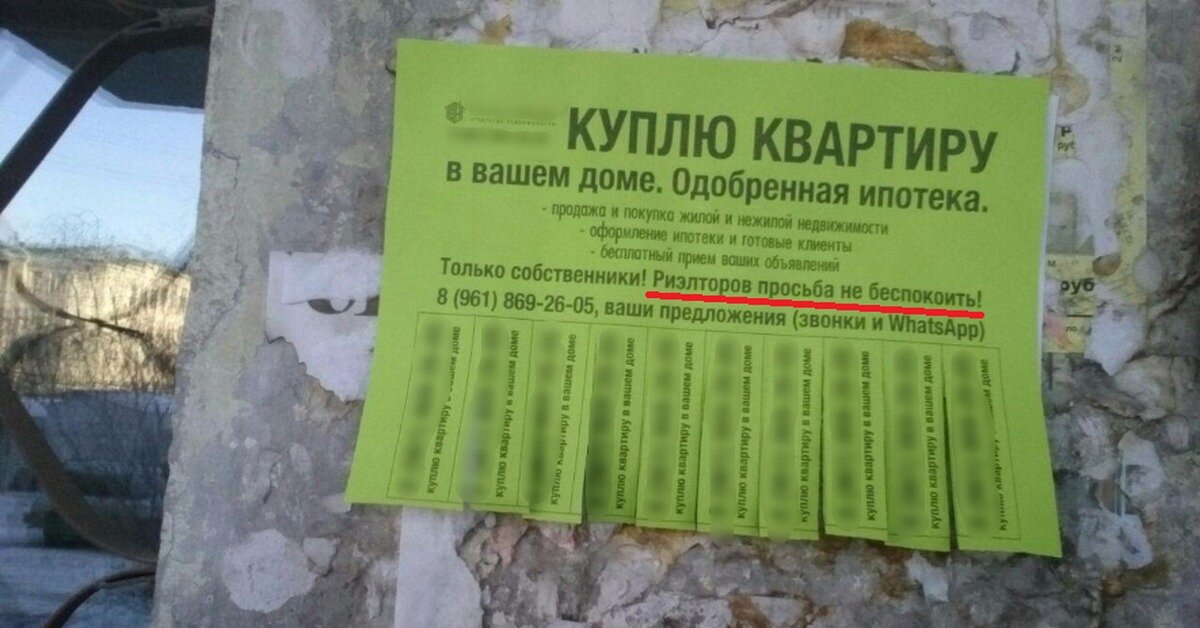 КУПЛЮ КВАРТИРУ
в вашем доме. Одобренная ипотека.
- продажа и покупка жилой и нежилой недвижимости
- оформление ипотеки и готовые клиенты
- бесплатный прием ваших объявлений
Только собственники! Риэлторов просьба не беспокоить!
8 (961) 869-26-05, ваши предложения (звонки и WhatsApp)
куплю квартиру в вашем доме
куплю квартиру в вашем доме
куплю квартиру в вашем доме
куплю квартиру в вашем доме
куплю квартиру в вашем доме
куплю квартиру в вашем доме
куплю квартиру в вашем доме
куплю квартиру в вашем доме
куплю квартиру в вашем доме
куплю квартиру в вашем доме
руб
руб